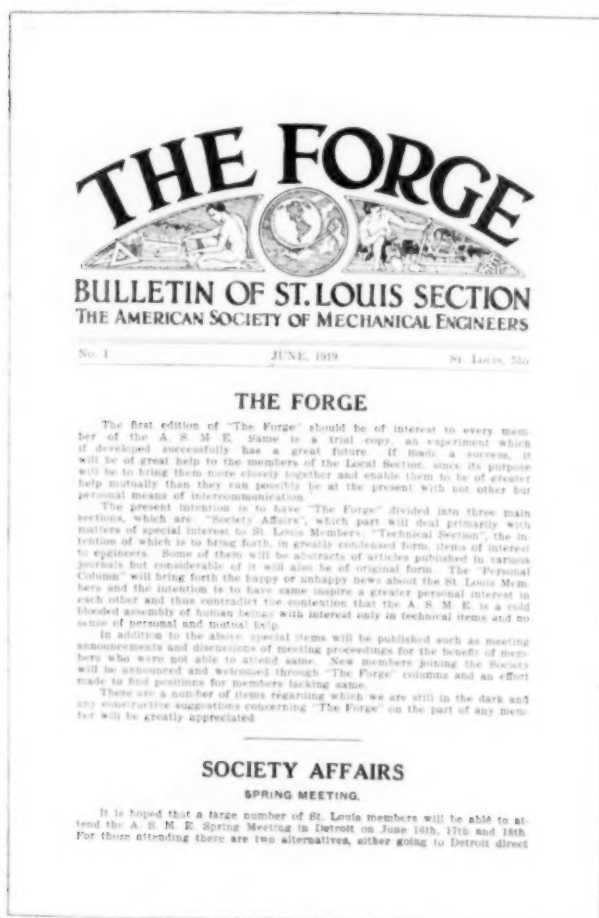 THE FORGE
BULLETIN OF ST. LOUIS SECTION
THE AMERICAN SOCIETY OF MECHANICAL ENGINEERS
No. 1 JUNE, 1919 St. Louis, Mo
THE FORGE
The first edition of "The Forge" should be of interest to every mem-
ber of the A. S. M. E. Same is a trial copy, an experiment which
if developed successfully has a great future. If made a success, it
will be of great help to the members of the Local Section, since its purpose
will be to bring them more closely together and enable them to be of greater
help mutually than they can possibly be at the present with not other but
personal means of intercommunication.
The present intention is to have "The Forge" divided into three main
sections, which are: "Society Affairs", which part will deal primarily with
matters of special interest to St. Louis Members; "Technical Section", the in-
tention of which is to bring forth, in greatly condensed form, items of interest
to engineers. Some of them will be abstracts of articles published in various
journals but considerable of it will also be of original form. The "Personal
Column" will bring forth the happy or unhappy news about the St. Louis Mem-
bers and the intention is to have same inspire a greater personal interest in
each other and thus contradict the contention that the A. S. M. E. is a cold
blooded assembly of human beings with interest only in technical items and no
sense of personal and mutual help.
In addition to the above, special items will be published such as meeting
announcements and discussions of meeting proceedings for the benefit of mem-
bers who were not able to attend same. New members joining the Society
will be announced and welcomed through "The Forge" columns and an effort
made to find positions for members lacking same.
There are a number of items regarding which we are still in the dark and
any constructive suggestions concerning "The Forge" on the part of any mem-
ber will be greatly appreciated.
SOCIETY AFFAIRS
SPRING MEETING.
It is hoped that a large number of St. Louis members will be able to at-
tend the A. S. M. E. Spring Meeting in Detroit on June 16th, 17th and 18th.
For those attending there are two alternatives, either going to Detroit direct